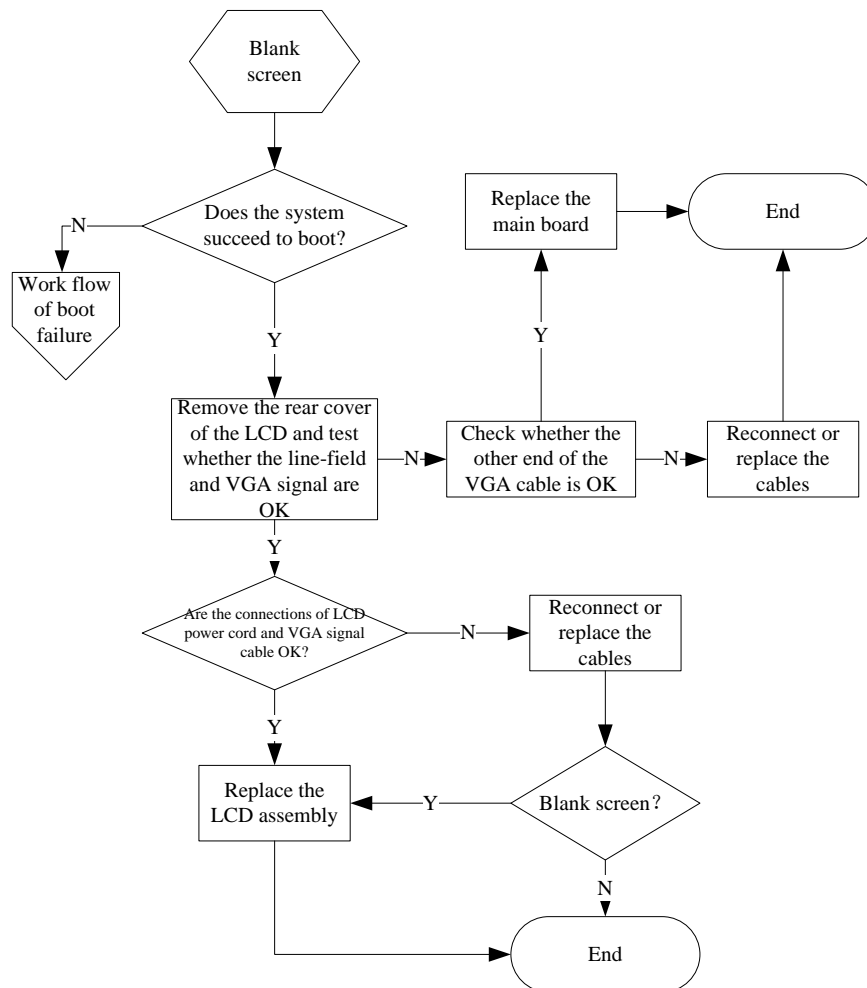 Blank
screen
Does the system
succeed to boot?
N
Work flow
of boot
failure
Y
Replace the
main board
End
Y
Remove the rear cover
of the LCD and test
whether the line-field
and VGA signal are
OK
N
Check whether the
other end of the
VGA cable is OK
N
Reconnect or
replace the
cables
Y
Are the connections of LCD
power cord and VGA signal
cable OK?
N
Reconnect or
replace the
cables
Y
Replace the
LCD assembly
Y
Blank screen？
N
End